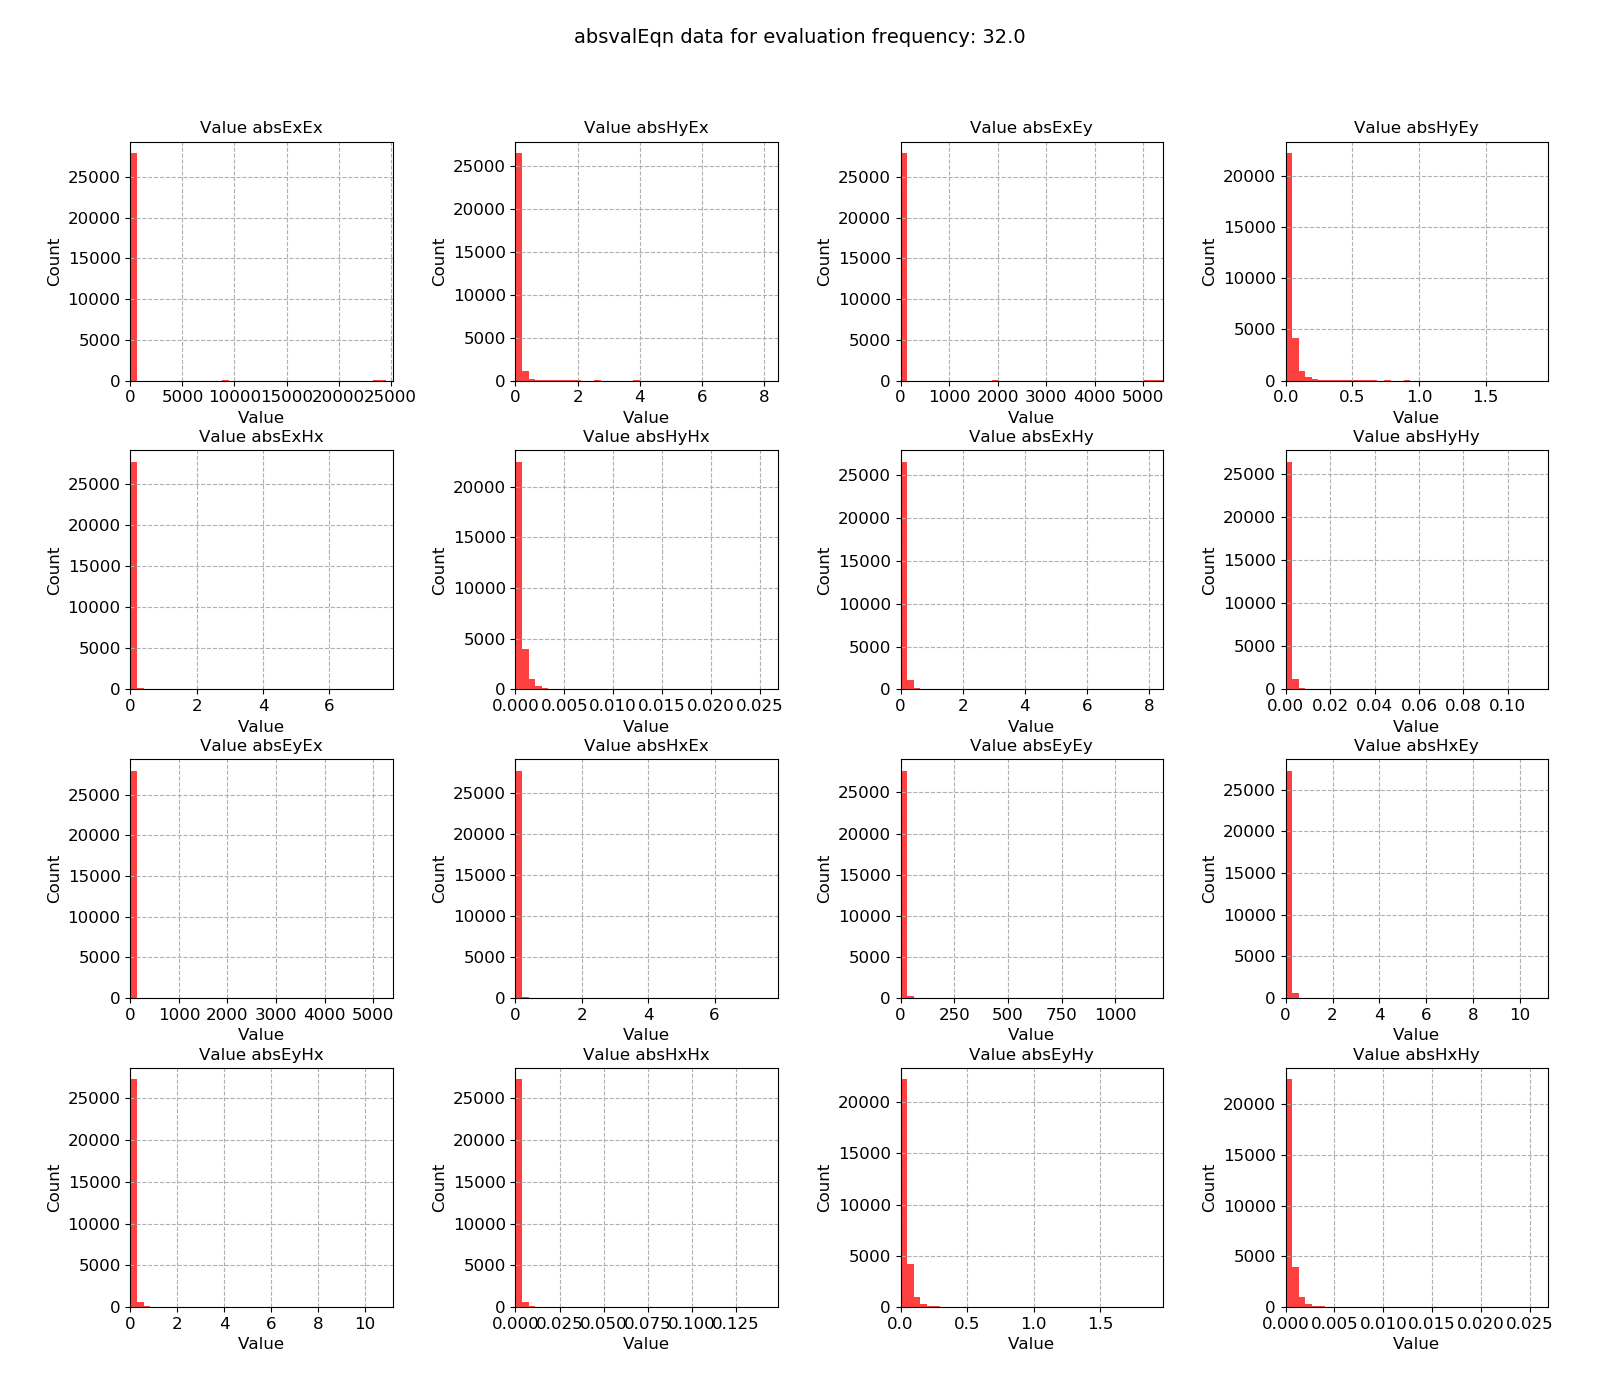 absvalEqn data for evaluation frequency: 32.0
Value absExEx
Count
25000
20000
15000
10000
5000
0
0 5000 10000 15000 20000 25000
Value
Value absHyEx
Count
25000
20000
15000
10000
5000
0
0 2 4 6 8
Value
Value absExEy
Count
25000
20000
15000
10000
5000
0
0 1000 2000 3000 4000 5000
Value
Value absHyEy
Count
20000
15000
10000
5000
0
0.0 0.5 1.0 1.5
Value
Value absExHx
Count
25000
20000
15000
10000
5000
0
0 2 4 6
Value
Value absHyHx
Count
20000
15000
10000
5000
0
0.000 0.005 0.010 0.015 0.020 0.025
Value
Value absExHy
Count
25000
20000
15000
10000
5000
0
0 2 4 6 8
Value
Value absHyHy
Count
25000
20000
15000
10000
5000
0
0.00 0.02 0.04 0.06 0.08 0.10
Value
Value absEyEx
Count
25000
20000
15000
10000
5000
0
0 1000 2000 3000 4000 5000
Value
Value absHxEx
Count
25000
20000
15000
10000
5000
0
0 2 4 6
Value
Value absEyEy
Count
25000
20000
15000
10000
5000
0
0 250 500 750 1000
Value
Value absHxEy
Count
25000
20000
15000
10000
5000
0
0 2 4 6 8 10
Value
Value absEyHx
Count
25000
20000
15000
10000
5000
0
0 2 4 6 8 10
Value
Value absHxHx
Count
25000
20000
15000
10000
5000
0
0.000 0.025 0.050 0.075 0.100 0.125
Value
Value absEyHy
Count
20000
15000
10000
5000
0
0.0 0.5 1.0 1.5
Value
Value absHxHy
Count
20000
15000
10000
5000
0
0.000 0.005 0.010 0.015 0.020 0.025
Value